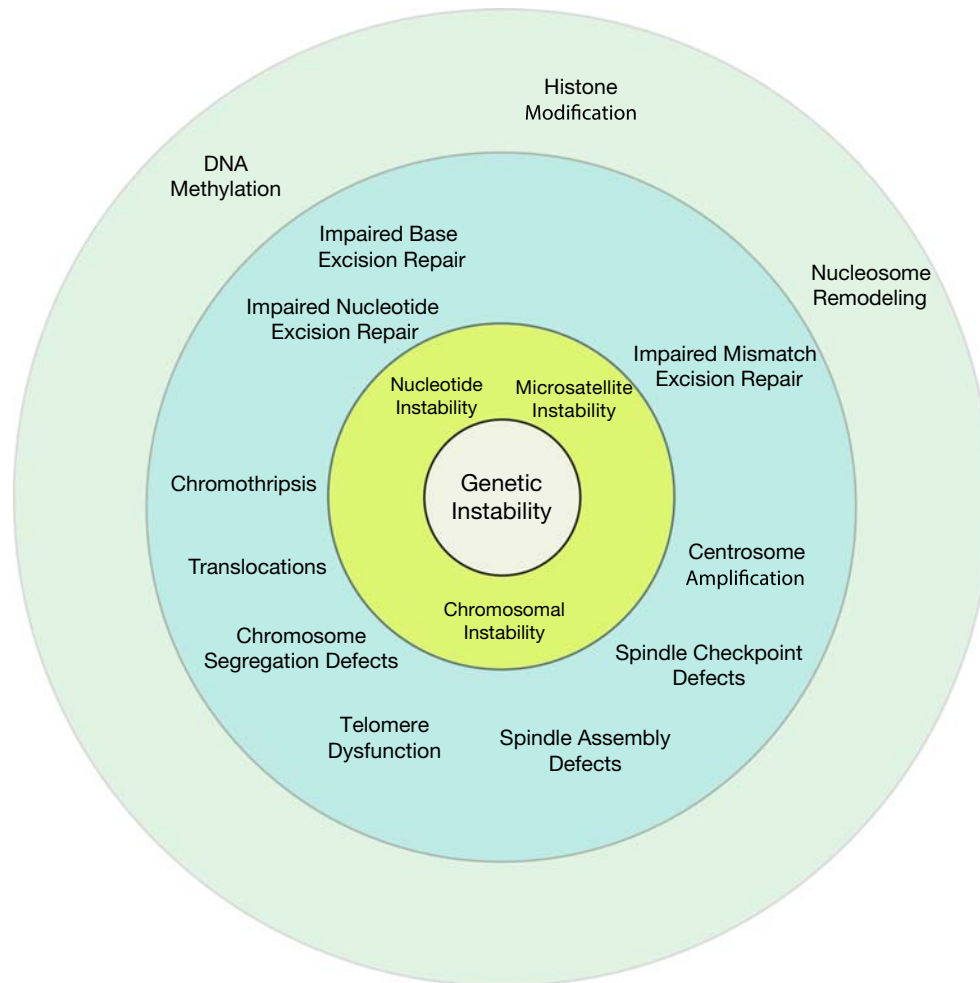 Histone
Modification
DNA
Methylation
Impaired Base
Excision Repair
Nucleosome
Remodeling
Impaired Nucleotide
Excision Repair
Impaired Mismatch
Excision Repair
Nucleotide
Instability
Microsatellite
Instability
Chromothripsis
Genetic
Instability
Translocations
Centrosome
Amplification
Chromosomal
Instability
Chromosome
Segregation Defects
Spindle Checkpoint
Defects
Telomere
Dysfunction
Spindle Assembly
Defects